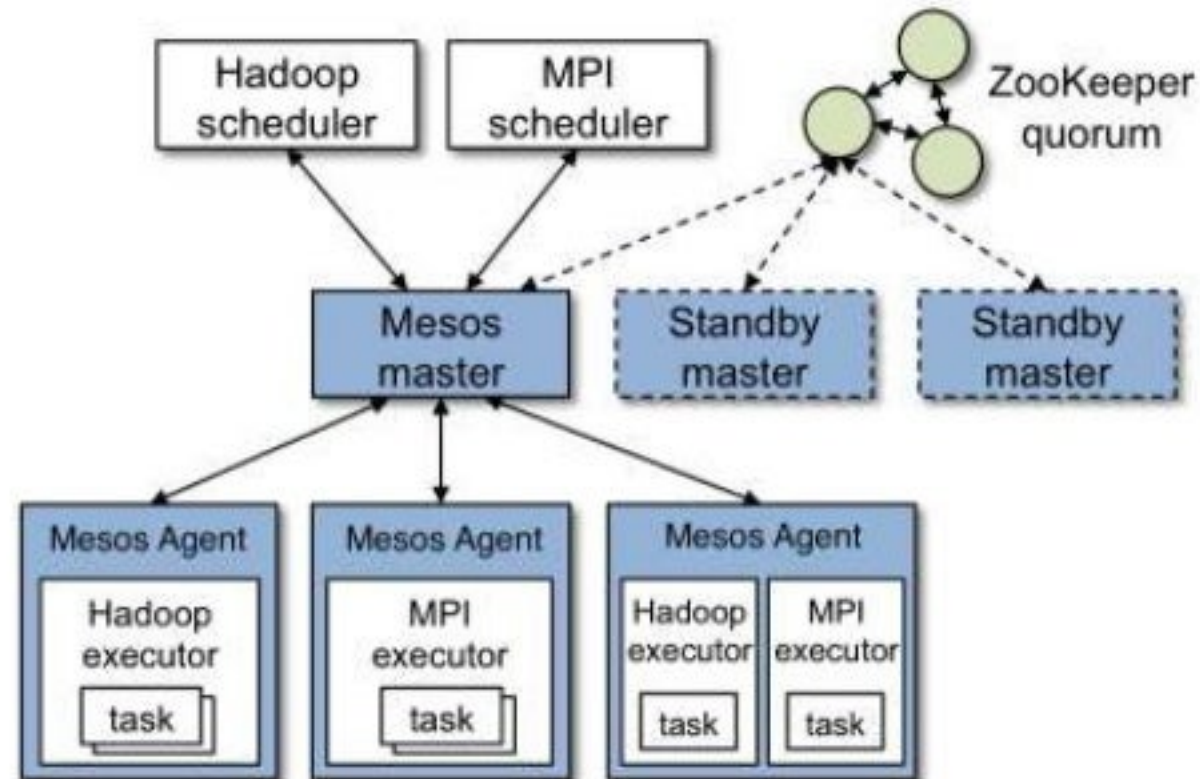 Hadoop
scheduler
MPI
scheduler
ZooKeeper
quorum
Mesos
master
Standby
master
Standby
master
Mesos Agent
Hadoop
executor
task
Mesos Agent
MPI
executor
task
Mesos Agent
Hadoop
executor
task
MPI
executor
task